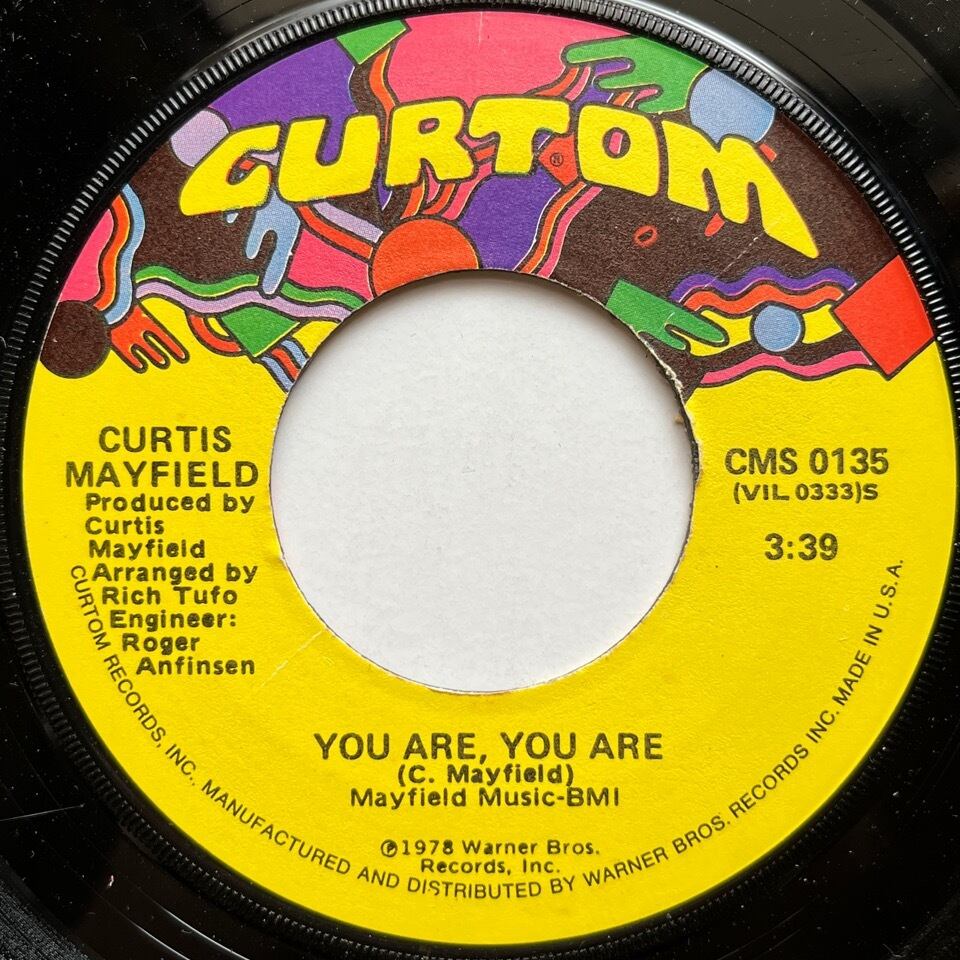 CURTOM®
CURTIS
MAYFIELD
Produced by
Curtis
Mayfield
Arranged by
Rich Tufo
Engineer:
Roger
Anfinsen
CMS 0135
(VIL 0333)S
3:39
YOU ARE, YOU ARE
(C. Mayfield)
Mayfield Music-BMI
℗1978 Warner Bros.
Records, Inc.
CURTOM RECORDS, INC., MANUFACTURED AND DISTRIBUTED BY WARNER BROS. RECORDS INC. MADE IN U.S.A.